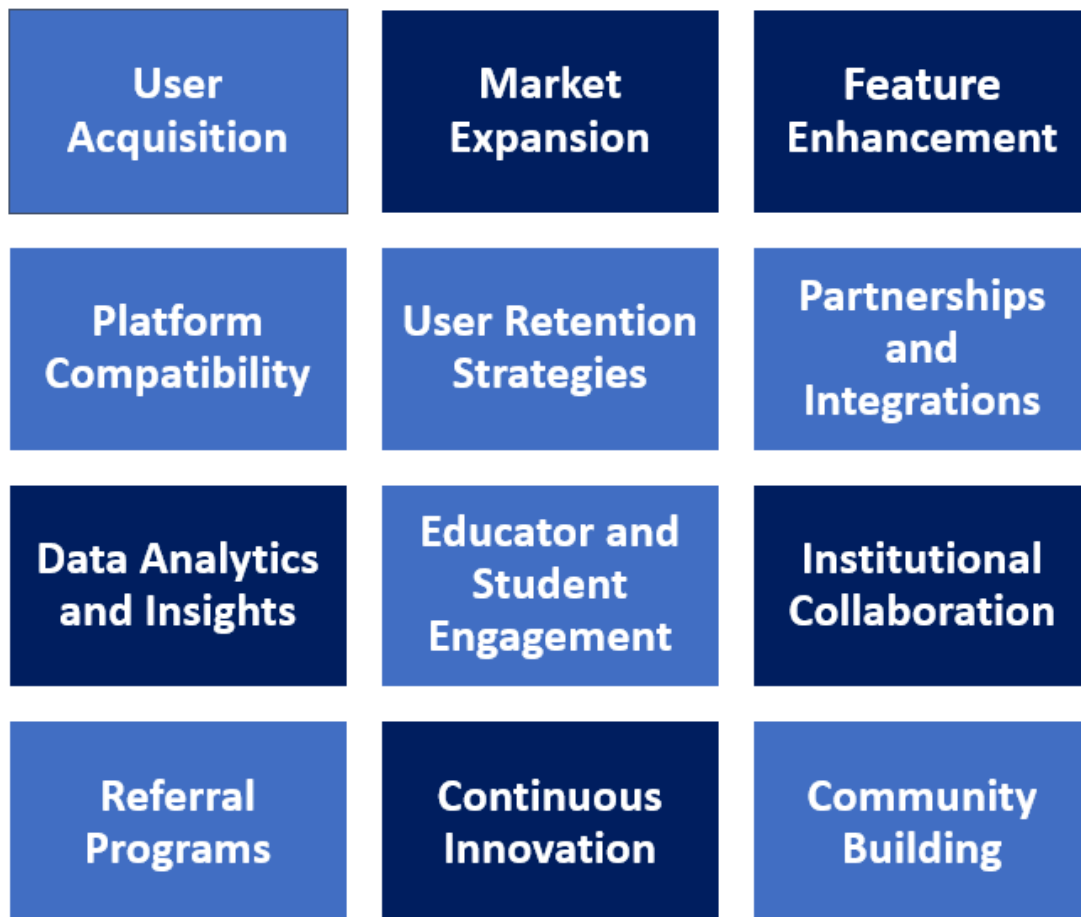 User
Acquisition
Market
Expansion
Feature
Enhancement
Platform
Compatibility
User Retention
Strategies
Partnerships
and
Integrations
Data Analytics
and Insights
Educator and
Student
Engagement
Institutional
Collaboration
Referral
Programs
Continuous
Innovation
Community
Building